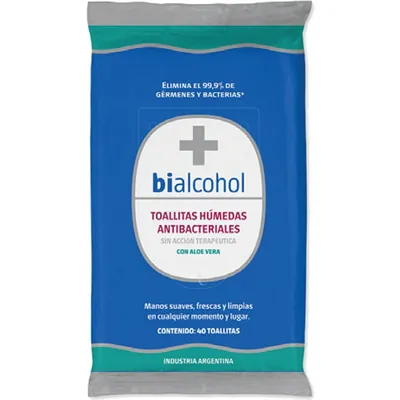 ELIMINA EL 99,9% DE
GÉRMENES Y BACTERIAS*
bialcohol
TOALLITAS HÚMEDAS
ANTIBACTERIALES
SIN ACCIÓN TERAPEUTICA
CON ALOE VERA
Manos suaves, frescas y limpias
en cualquier momento y lugar.
CONTENIDO: 40 TOALLITAS
INDUSTRIA ARGENTINA